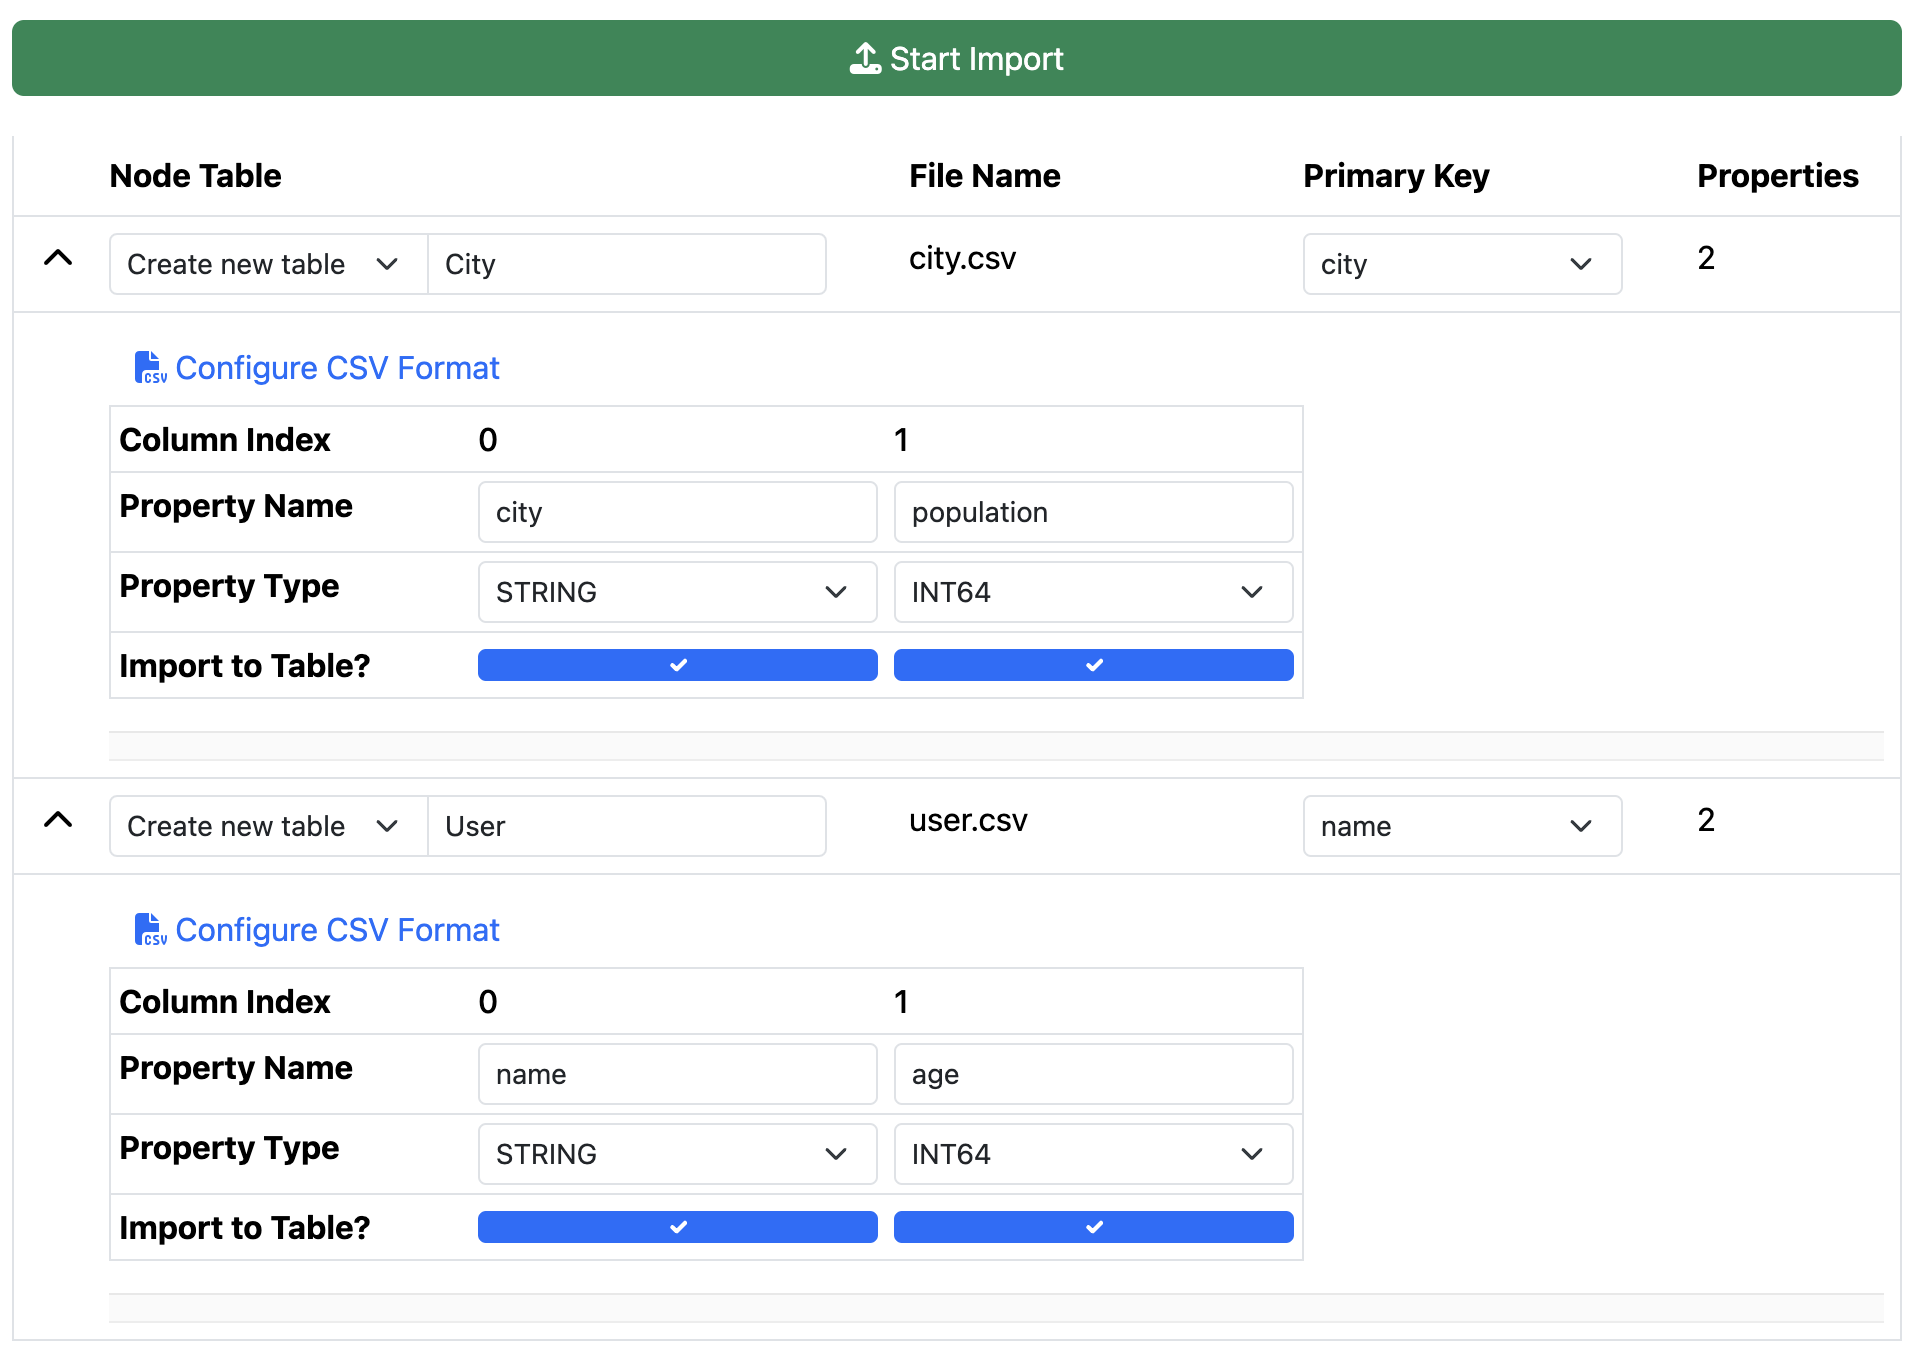 Start Import
Node Table File Name Primary Key Properties
Create new table City city.csv city 2
CSV Configure CSV Format
Column Index 0 1
Property Name city population
Property Type STRING INT64
Import to Table?
Create new table User user.csv name 2
CSV Configure CSV Format
Column Index 0 1
Property Name name age
Property Type STRING INT64
Import to Table?